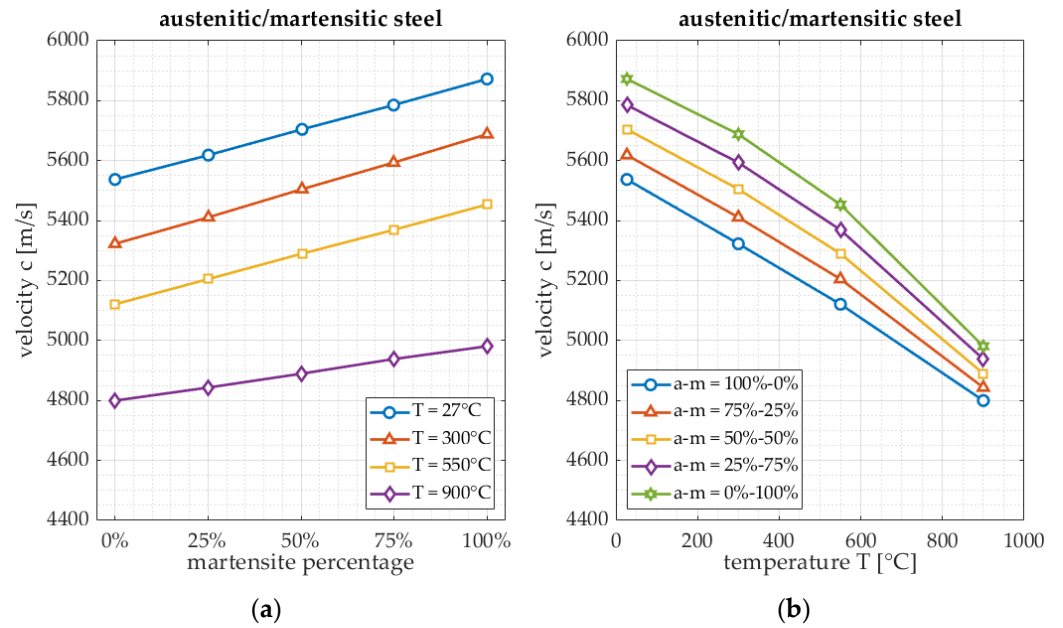 austenitic/martensitic steel
6000
5800
5600
5400
5200
5000
4800
4600
4400
velocity c [m/s]
0% 25% 50% 75% 100%
martensite percentage
T = 27°C
T = 300°C
T = 550°C
T = 900°C
(a)
austenitic/martensitic steel
6000
5800
5600
5400
5200
5000
4800
4600
4400
velocity c [m/s]
0 200 400 600 800 1000
temperature T [°C]
a-m = 100%-0%
a-m = 75%-25%
a-m = 50%-50%
a-m = 25%-75%
a-m = 0%-100%
(b)